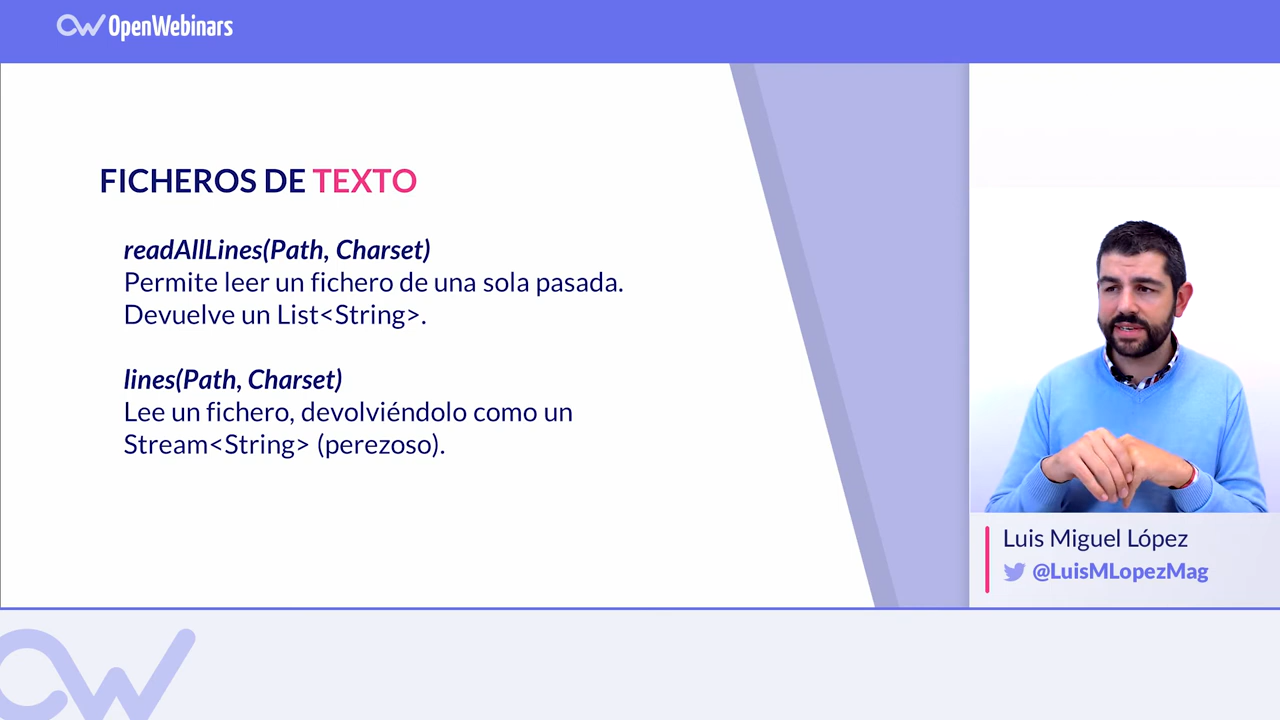 OpenWebinars
FICHEROS DE TEXTO
readAllLines(Path, Charset)
Permite leer un fichero de una sola pasada.
Devuelve un List<String>.
lines(Path, Charset)
Lee un fichero, devolviéndolo como un
Stream<String> (perezoso).
Luis Miguel López
@LuisMLopezMag